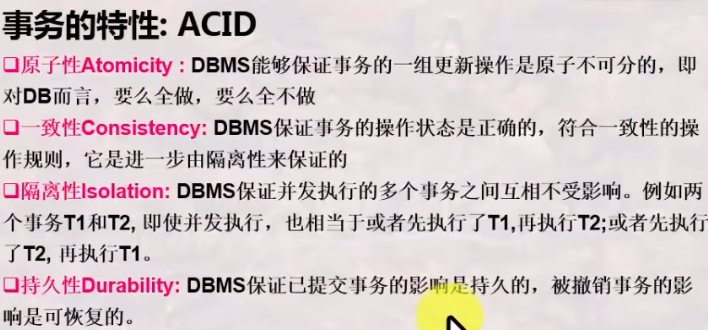 事务的特性: ACID
❑原子性Atomicity : DBMS能够保证事务的一组更新操作是原子不可分的，即
对DB而言，要么全做，要么全不做
❑一致性Consistency: DBMS保证事务的操作状态是正确的，符合一致性的操
作规则，它是进一步由隔离性来保证的
❑隔离性Isolation: DBMS保证并发执行的多个事务之间互相不受影响。例如两
个事务T1和T2, 即使并发执行，也相当于或者先执行了T1,再执行T2;或者先执行
了T2, 再执行T1。
❑持久性Durability: DBMS保证已提交事务的影响是持久的，被撤销事务的影
响是可恢复的。